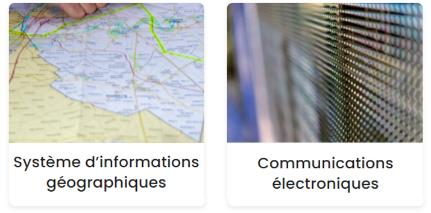 Système d'informations
géographiques
Communications
électroniques